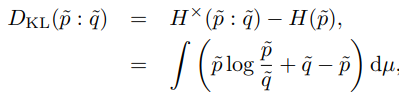 D_KL(p̃ : q̃) = H^×(p̃ : q̃) − H(p̃),
= ∫ ( p̃ log p̃/q̃ + q̃ − p̃ ) dμ,